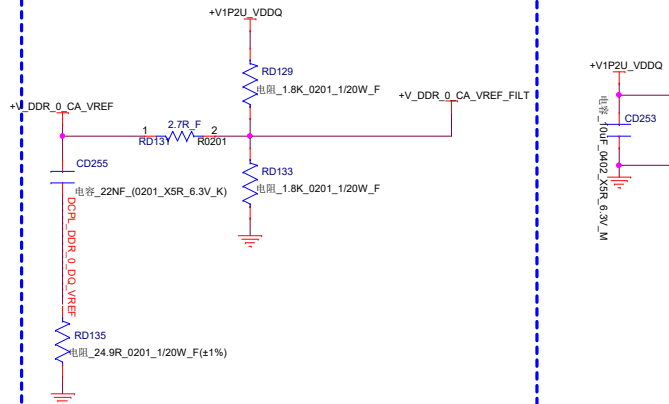 +V1P2U_VDDQ
RD129
电阻_1.8K_0201_1/20W_F
+V_DDR_0_CA_VREF
+V_DDR_0_CA_VREF_FILT
2.7R_F
1
2
RD131
R0201
CD255
电容_22NF_(0201_X5R_6.3V_K)
RD133
电阻_1.8K_0201_1/20W_F
DCPL_DDR_0_DQ_VREF
RD135
电阻_24.9R_0201_1/20W_F(±1%)
+V1P2U_VDDQ
CD253
电容_10uF_0402_X5R_6.3V_M